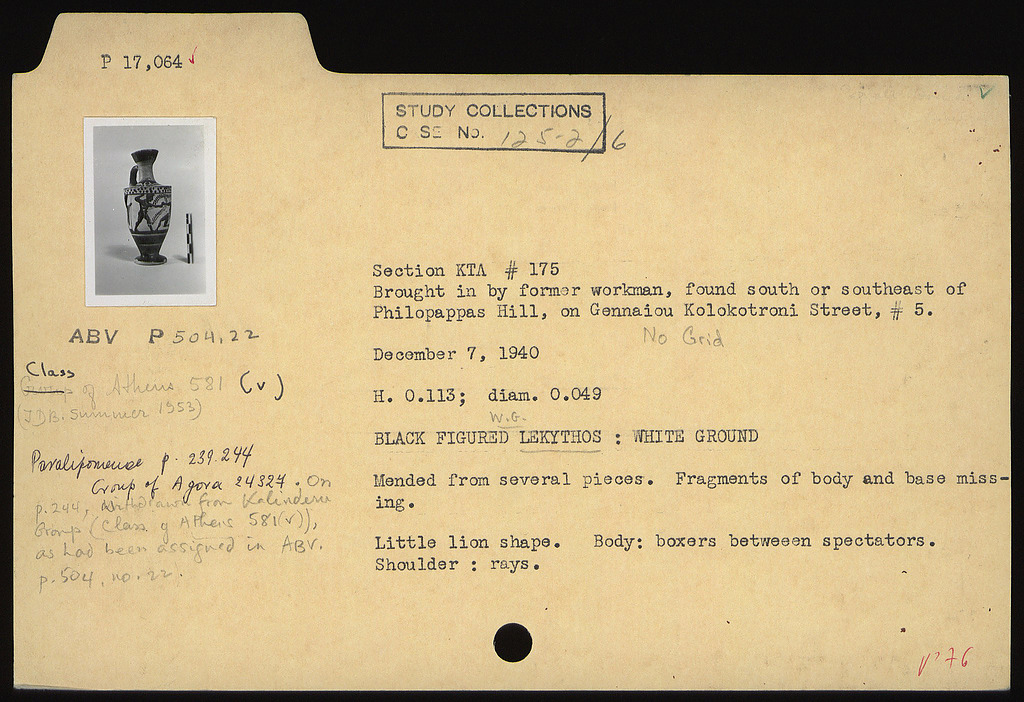 P 17,064 ✓
STUDY COLLECTIONS
C SE No. 125-2/6
ABV P 504,22
Class
Group of Athens 581 (v)
(JDB. Summer 1953)
Paralipomena p. 239.244
Group of Agora 24327. On
p.244, withdrawn from Kalinderu
Group (Class of Athens 581(v)),
as had been assigned in ABV.
p.504, no.22.
Section KTA # 175
Brought in by former workman, found south or southeast of
Philopappas Hill, on Gennaiou Kolokotroni Street, # 5.
No Grid
December 7, 1940
H. 0.113; diam. 0.049
W.G.
BLACK FIGURED LEKYTHOS : WHITE GROUND
Mended from several pieces. Fragments of body and base miss-
ing.
Little lion shape. Body: boxers betweeen spectators.
Shoulder : rays.
'76